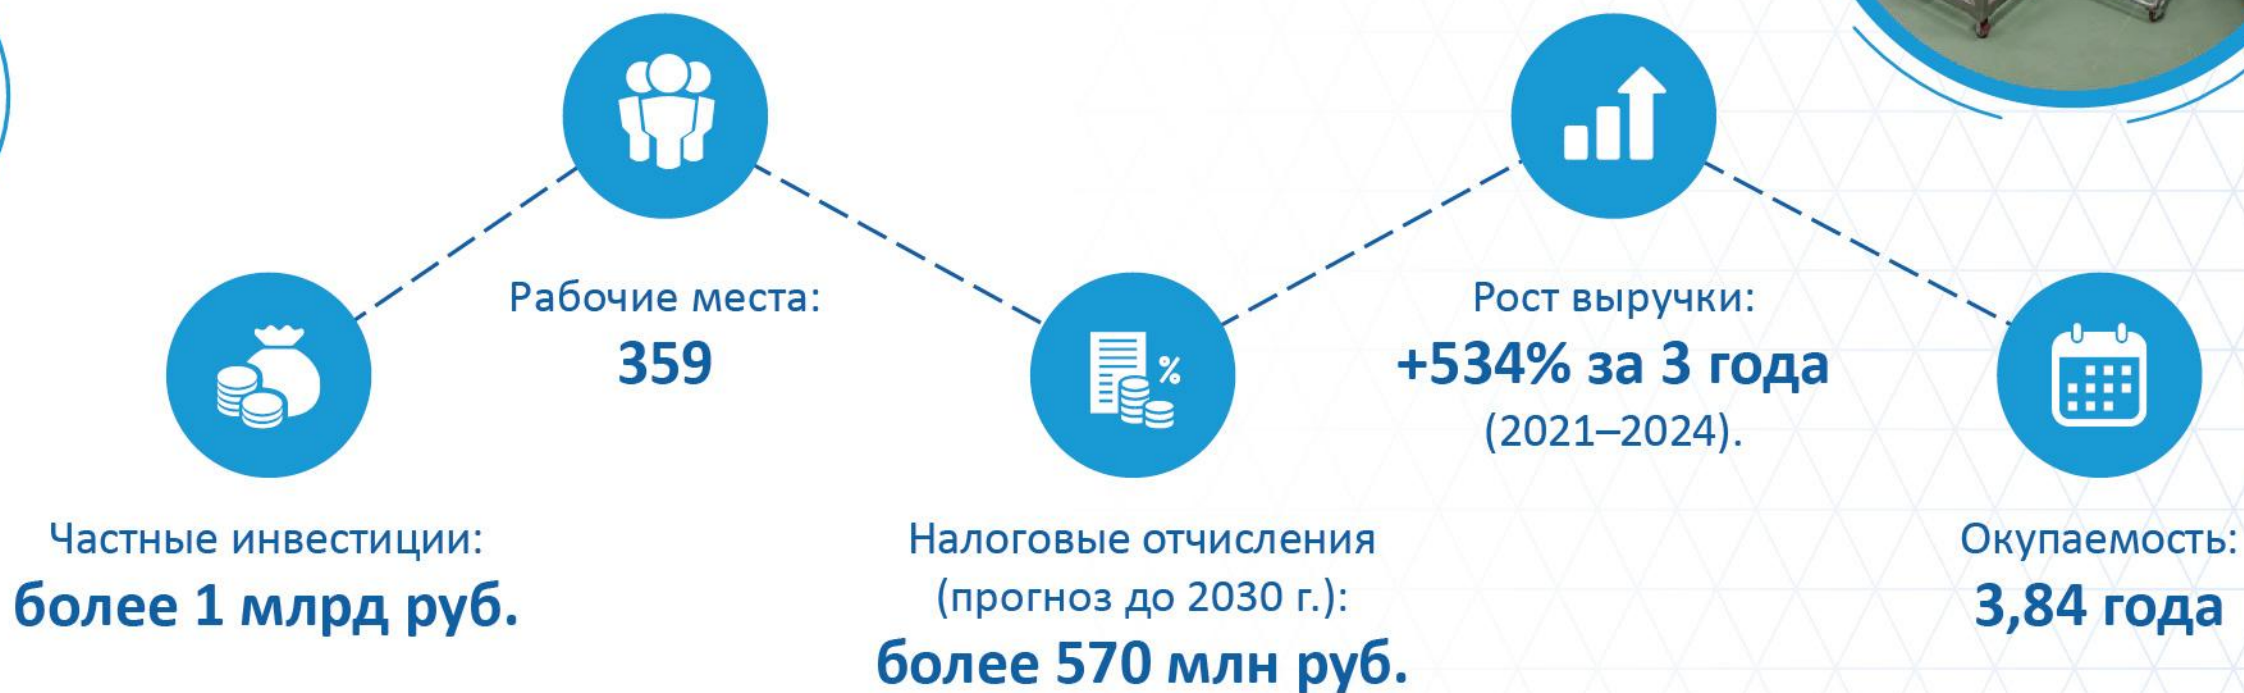 Частные инвестиции:
более 1 млрд руб.
Рабочие места:
359
Налоговые отчисления
(прогноз до 2030 г.):
более 570 млн руб.
Рост выручки:
+534% за 3 года
(2021–2024).
Окупаемость:
3,84 года